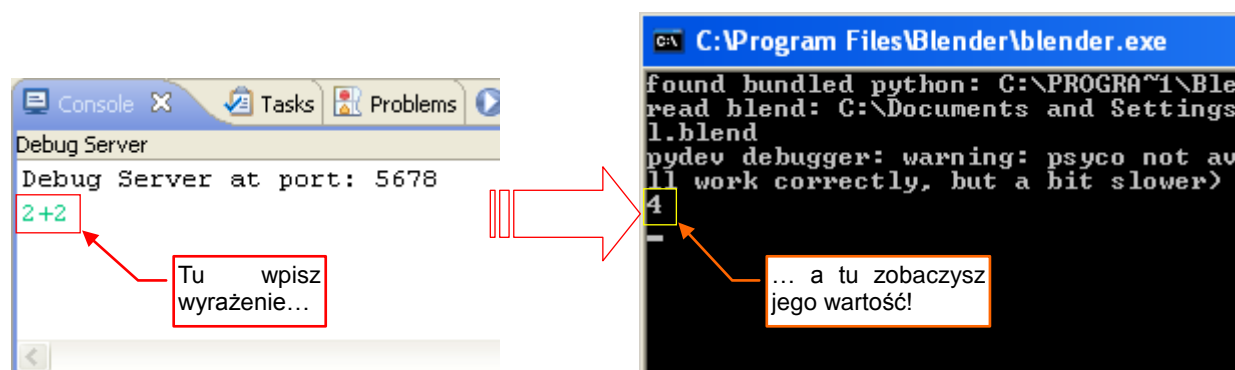 Console
Tasks
Problems
Debug Server
Debug Server at port: 5678
2+2
Tu wpisz
wyrażenie…
C:\Program Files\Blender\blender.exe
found bundled python: C:\PROGRA~1\Ble
read blend: C:\Documents and Settings
l.blend
pydev debugger: warning: psyco not av
ll work correctly, but a bit slower)
4
… a tu zobaczysz
jego wartość!